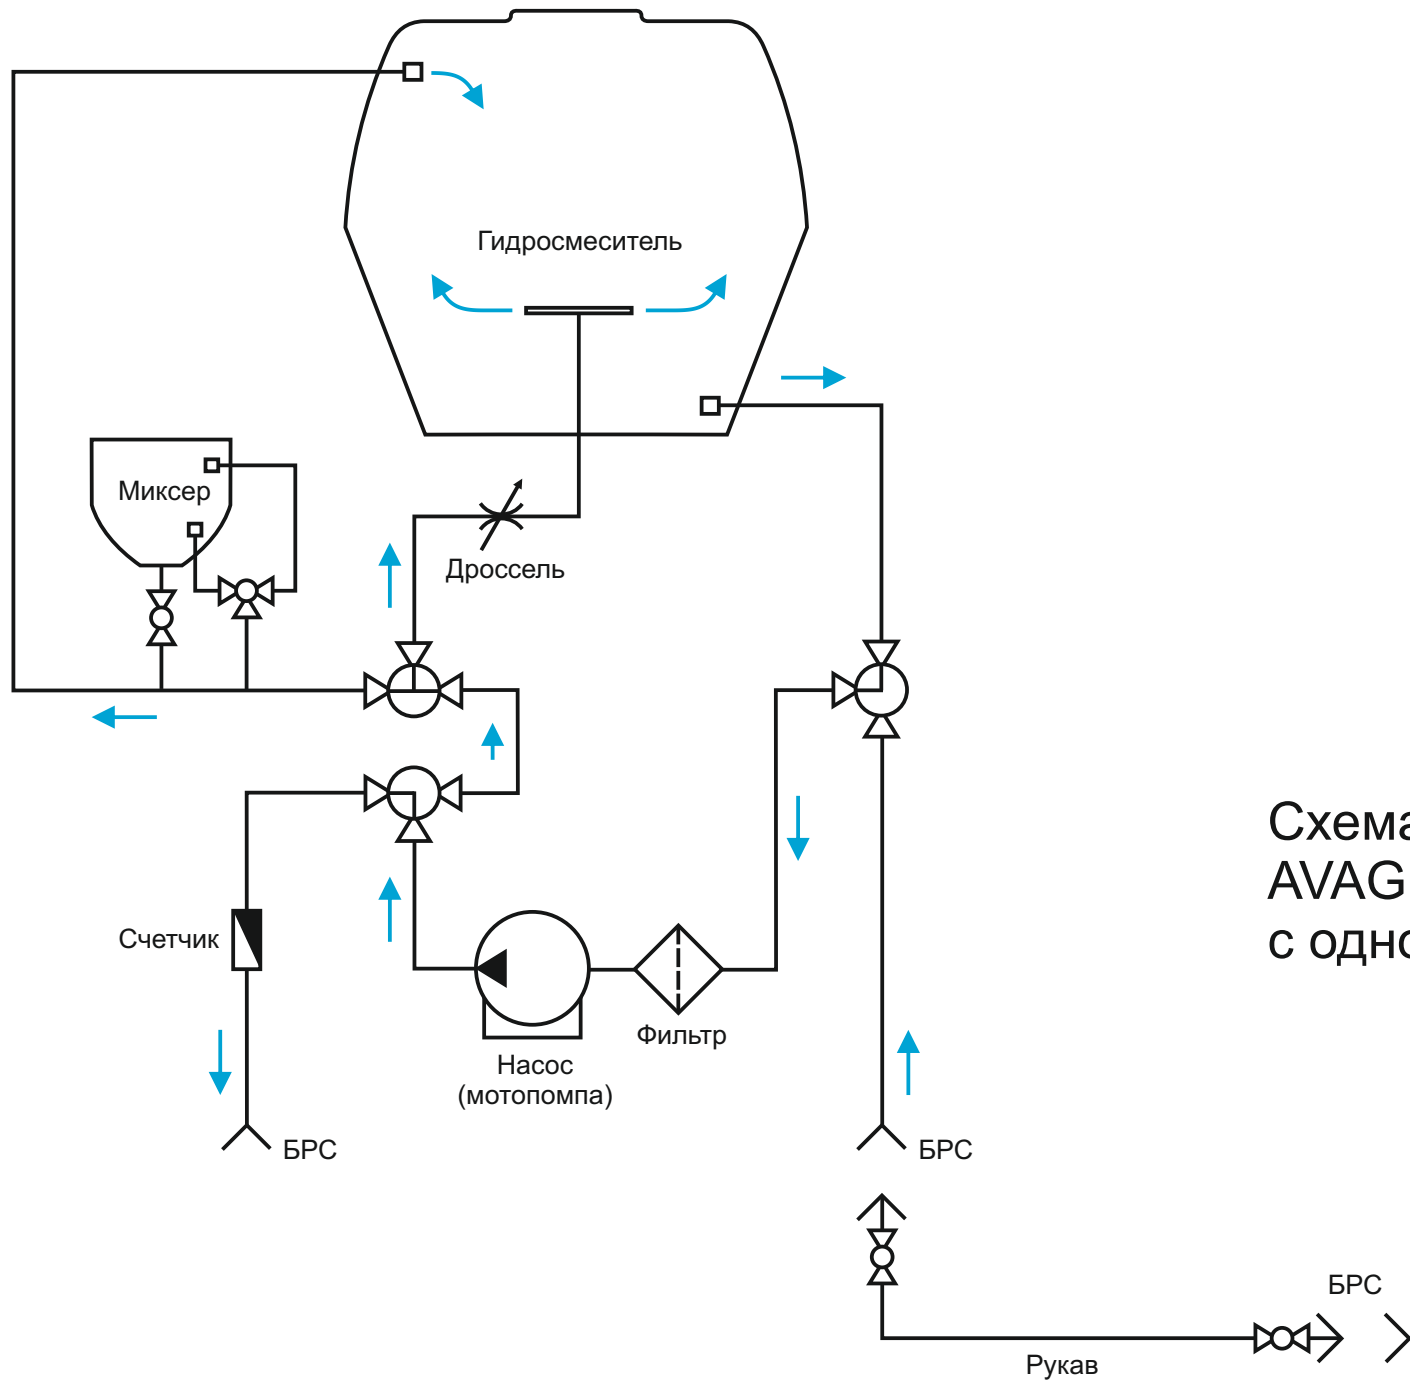 Гидросмеситель
Миксер
Дроссель
Счетчик
Фильтр
Насос
(мотопомпа)
БРС
БРС
БРС
Рукав
Схема
AVAG
с одно